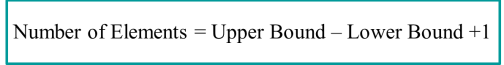 Number of Elements = Upper Bound – Lower Bound +1